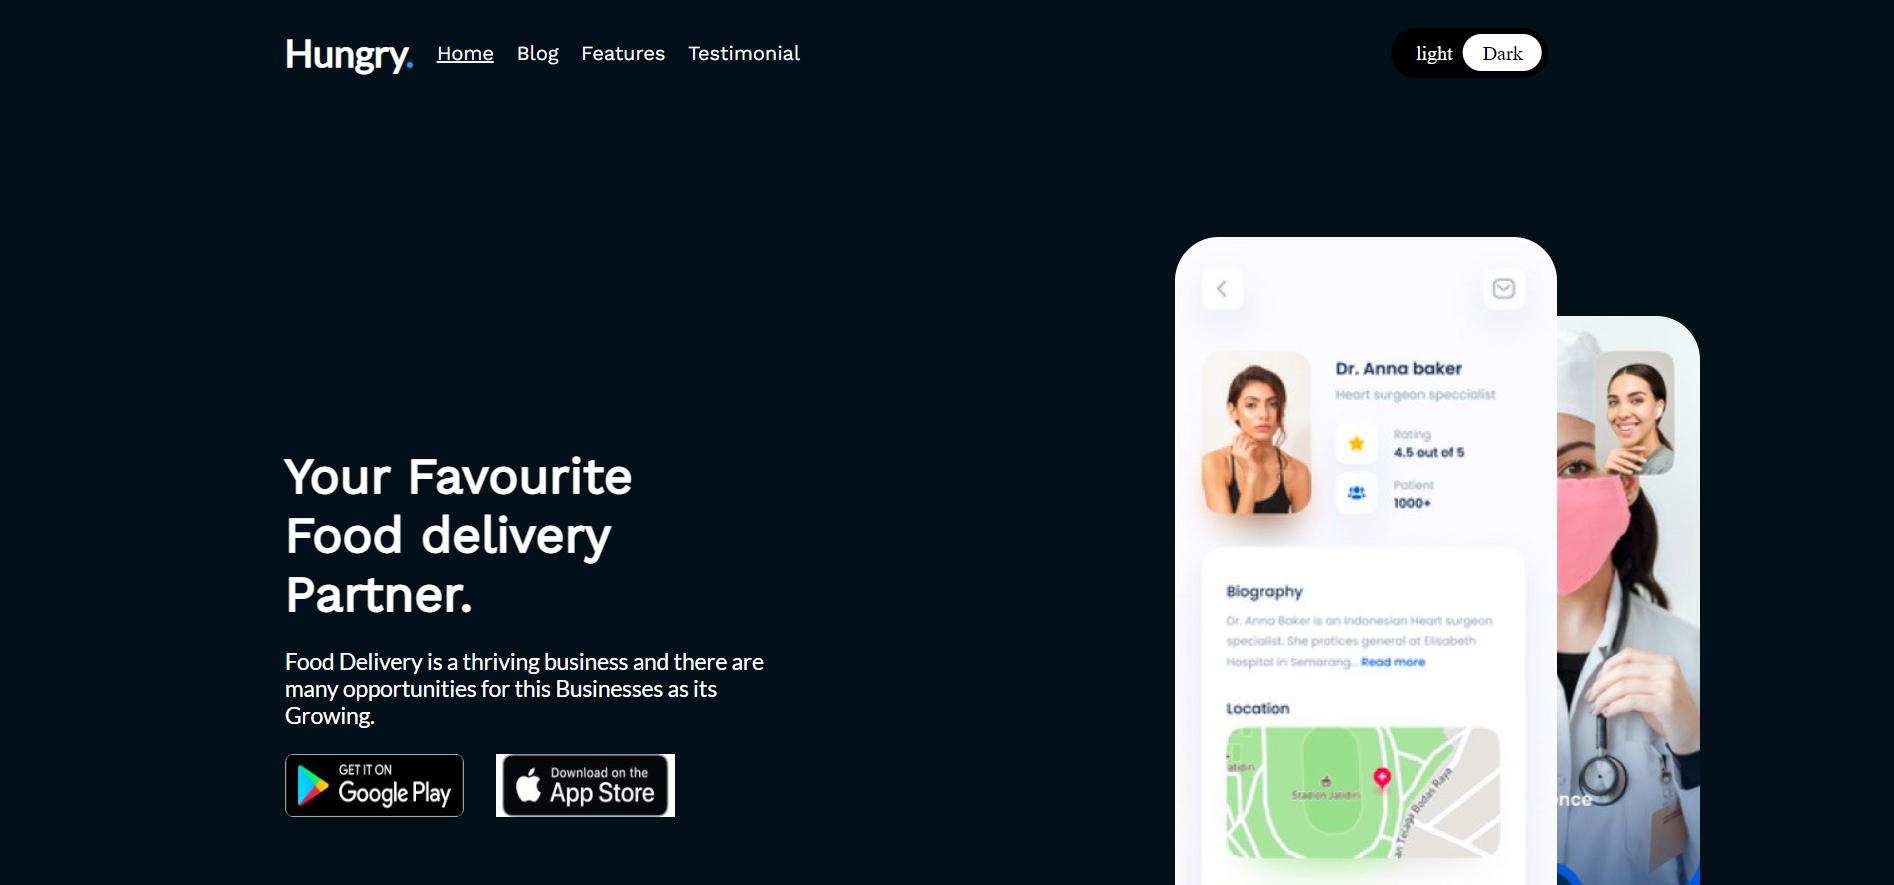 Hungry.
Home Blog Features Testimonial
light Dark
Your Favourite
Food delivery
Partner.
Food Delivery is a thriving business and there are
many opportunities for this Businesses as its
Growing.
GET IT ON
Google Play
Download on the
App Store
Dr. Anna baker
Heart surgeon speccialist
Rating
4.5 out of 5
Patient
1000+
Biography
Dr. Anna Baker is an Indonesian Heart surgeon
specialist. She pratices general at Elisabeth
Hospital in Semarang... Read more
Location
Stadion Jatidiri